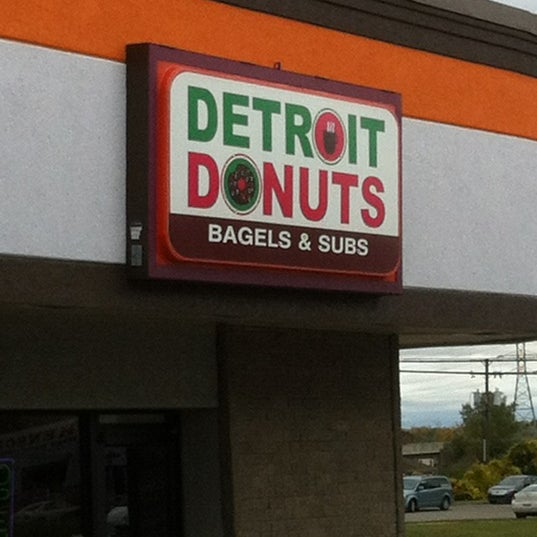 DETROIT
DONUTS
BAGELS & SUBS